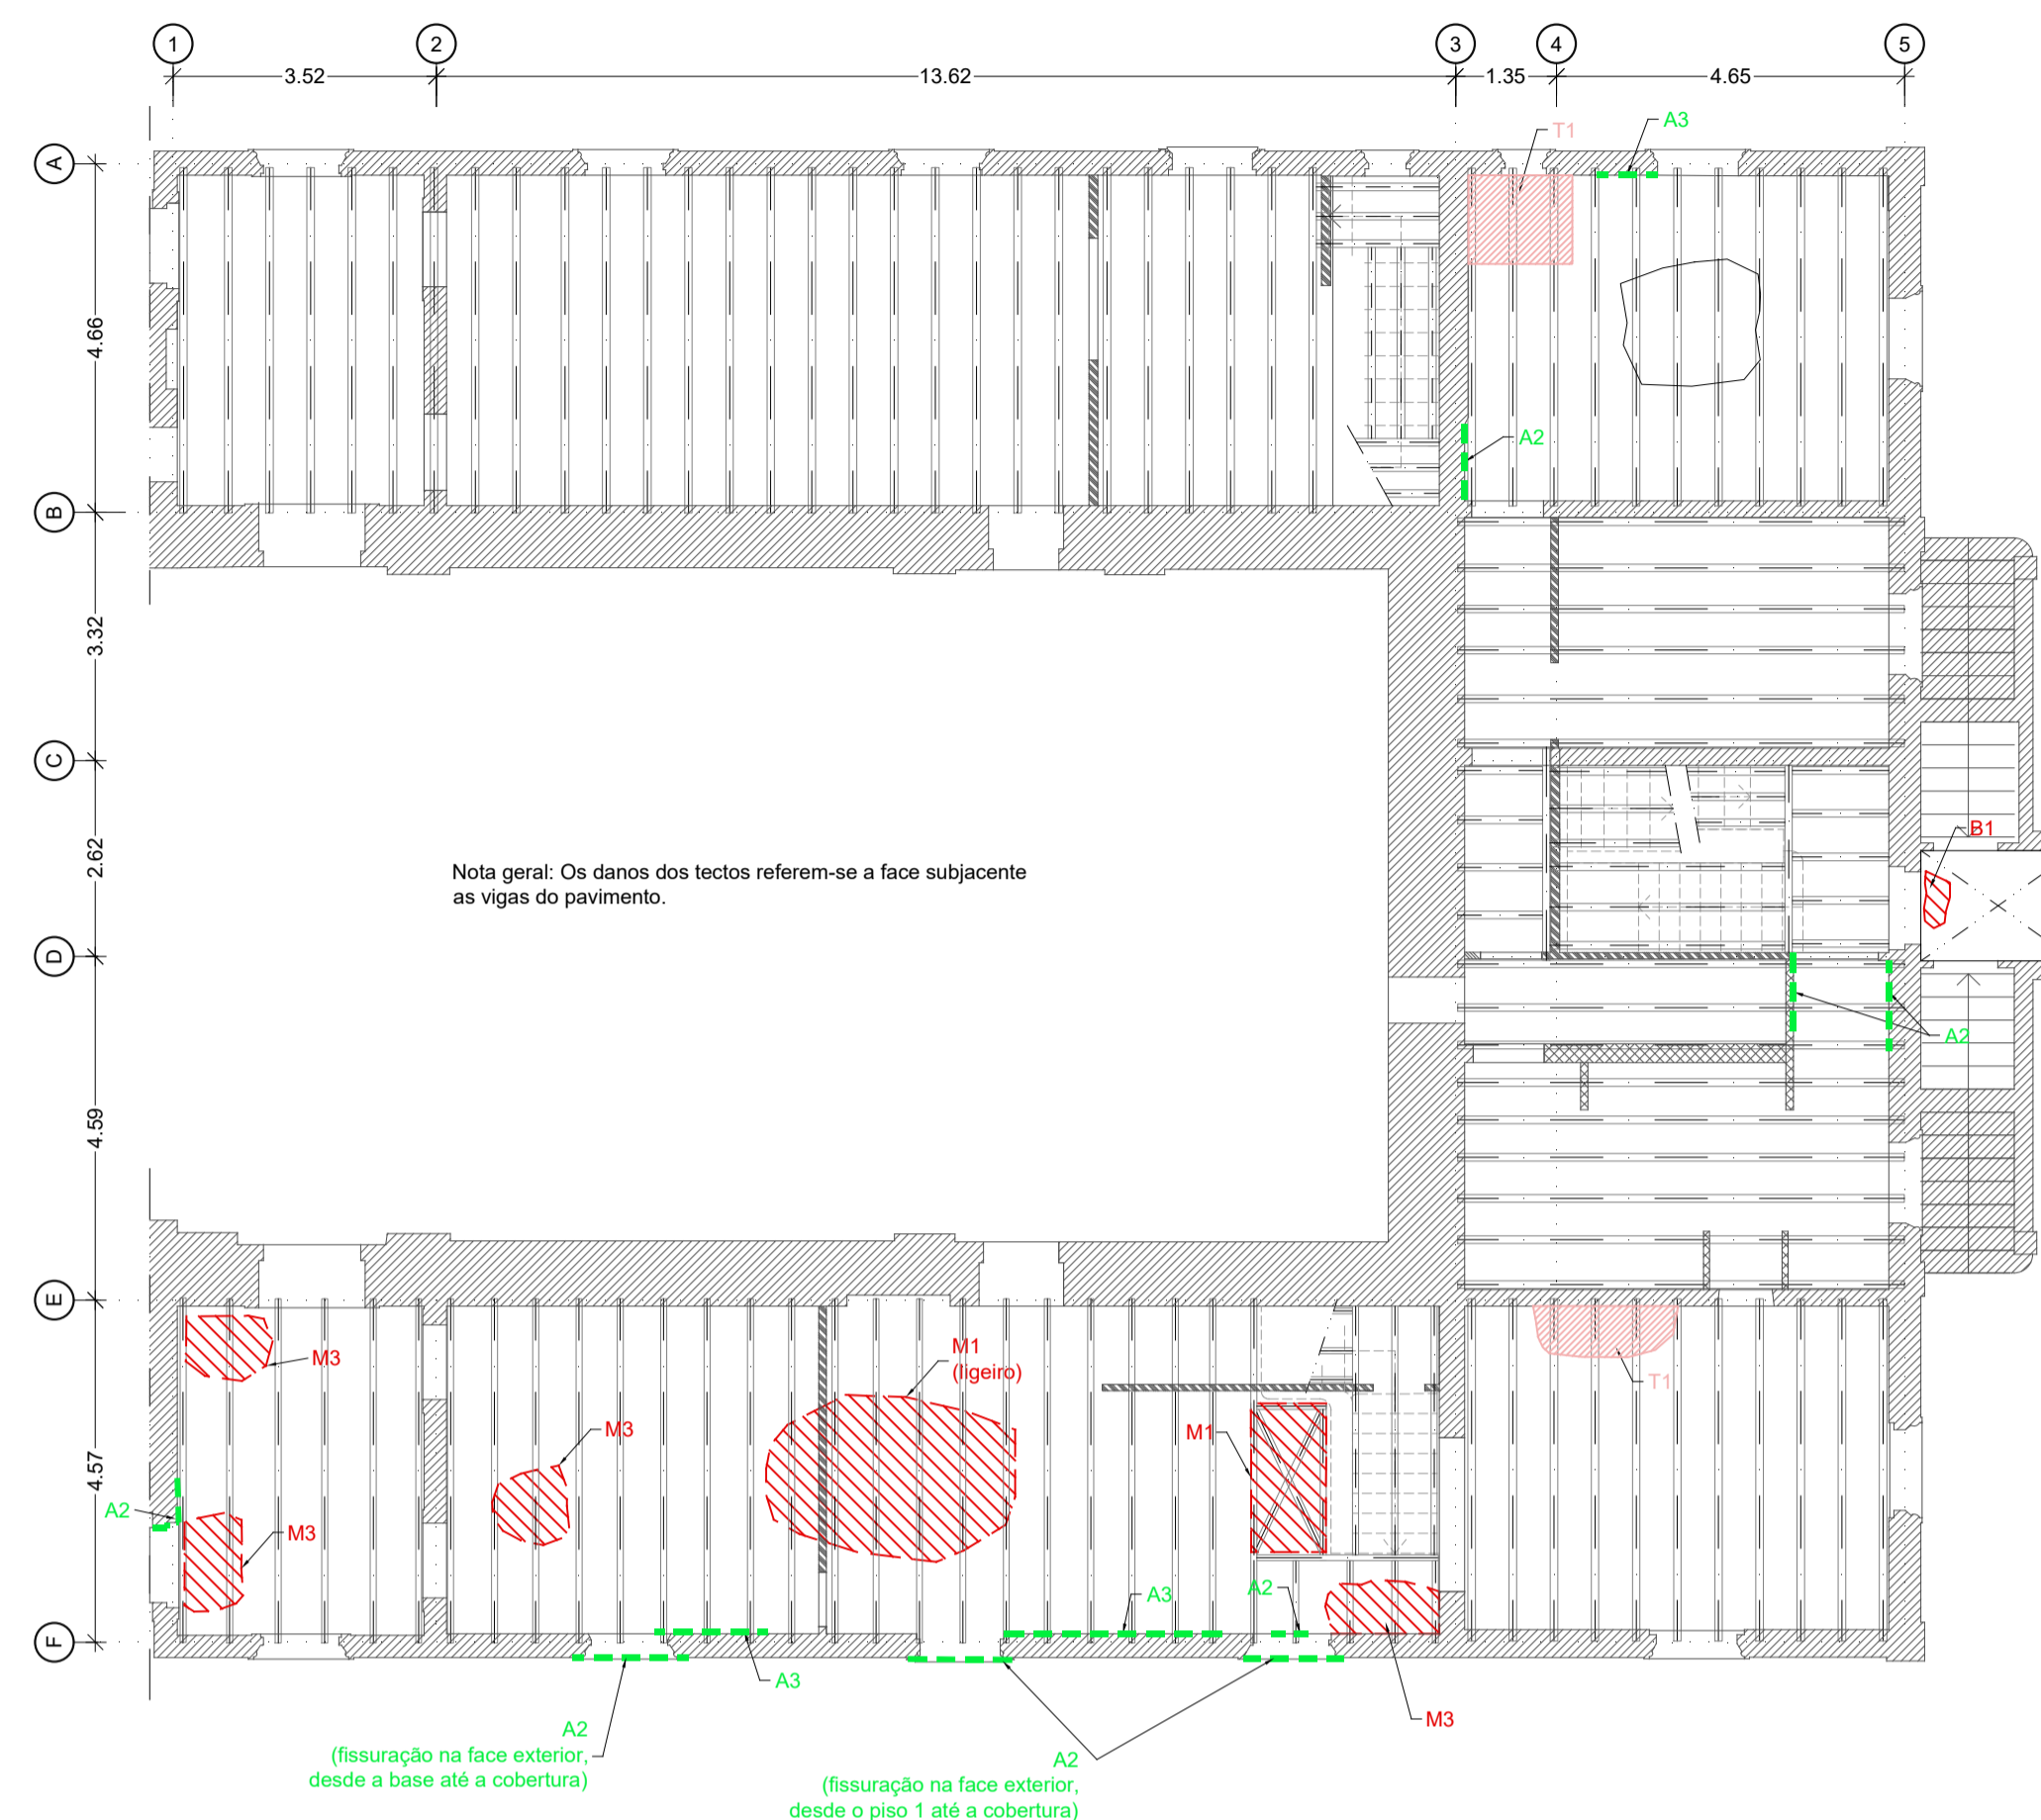 1
2
3
4
5
3.52
13.62
1.35
4.65
A
T1
A3
4.66
A2
B
3.32
C
2.62
B1
Nota geral: Os danos dos tectos referem-se a face subjacente
as vigas do pavimento.
D
A2
4.59
E
M3
M1
(ligeiro)
T1
M3
M1
4.57
A2
M3
A3
A2
F
A3
M3
A2
(fissuração na face exterior,
desde a base até a cobertura)
A2
(fissuração na face exterior,
desde o piso 1 até a cobertura)